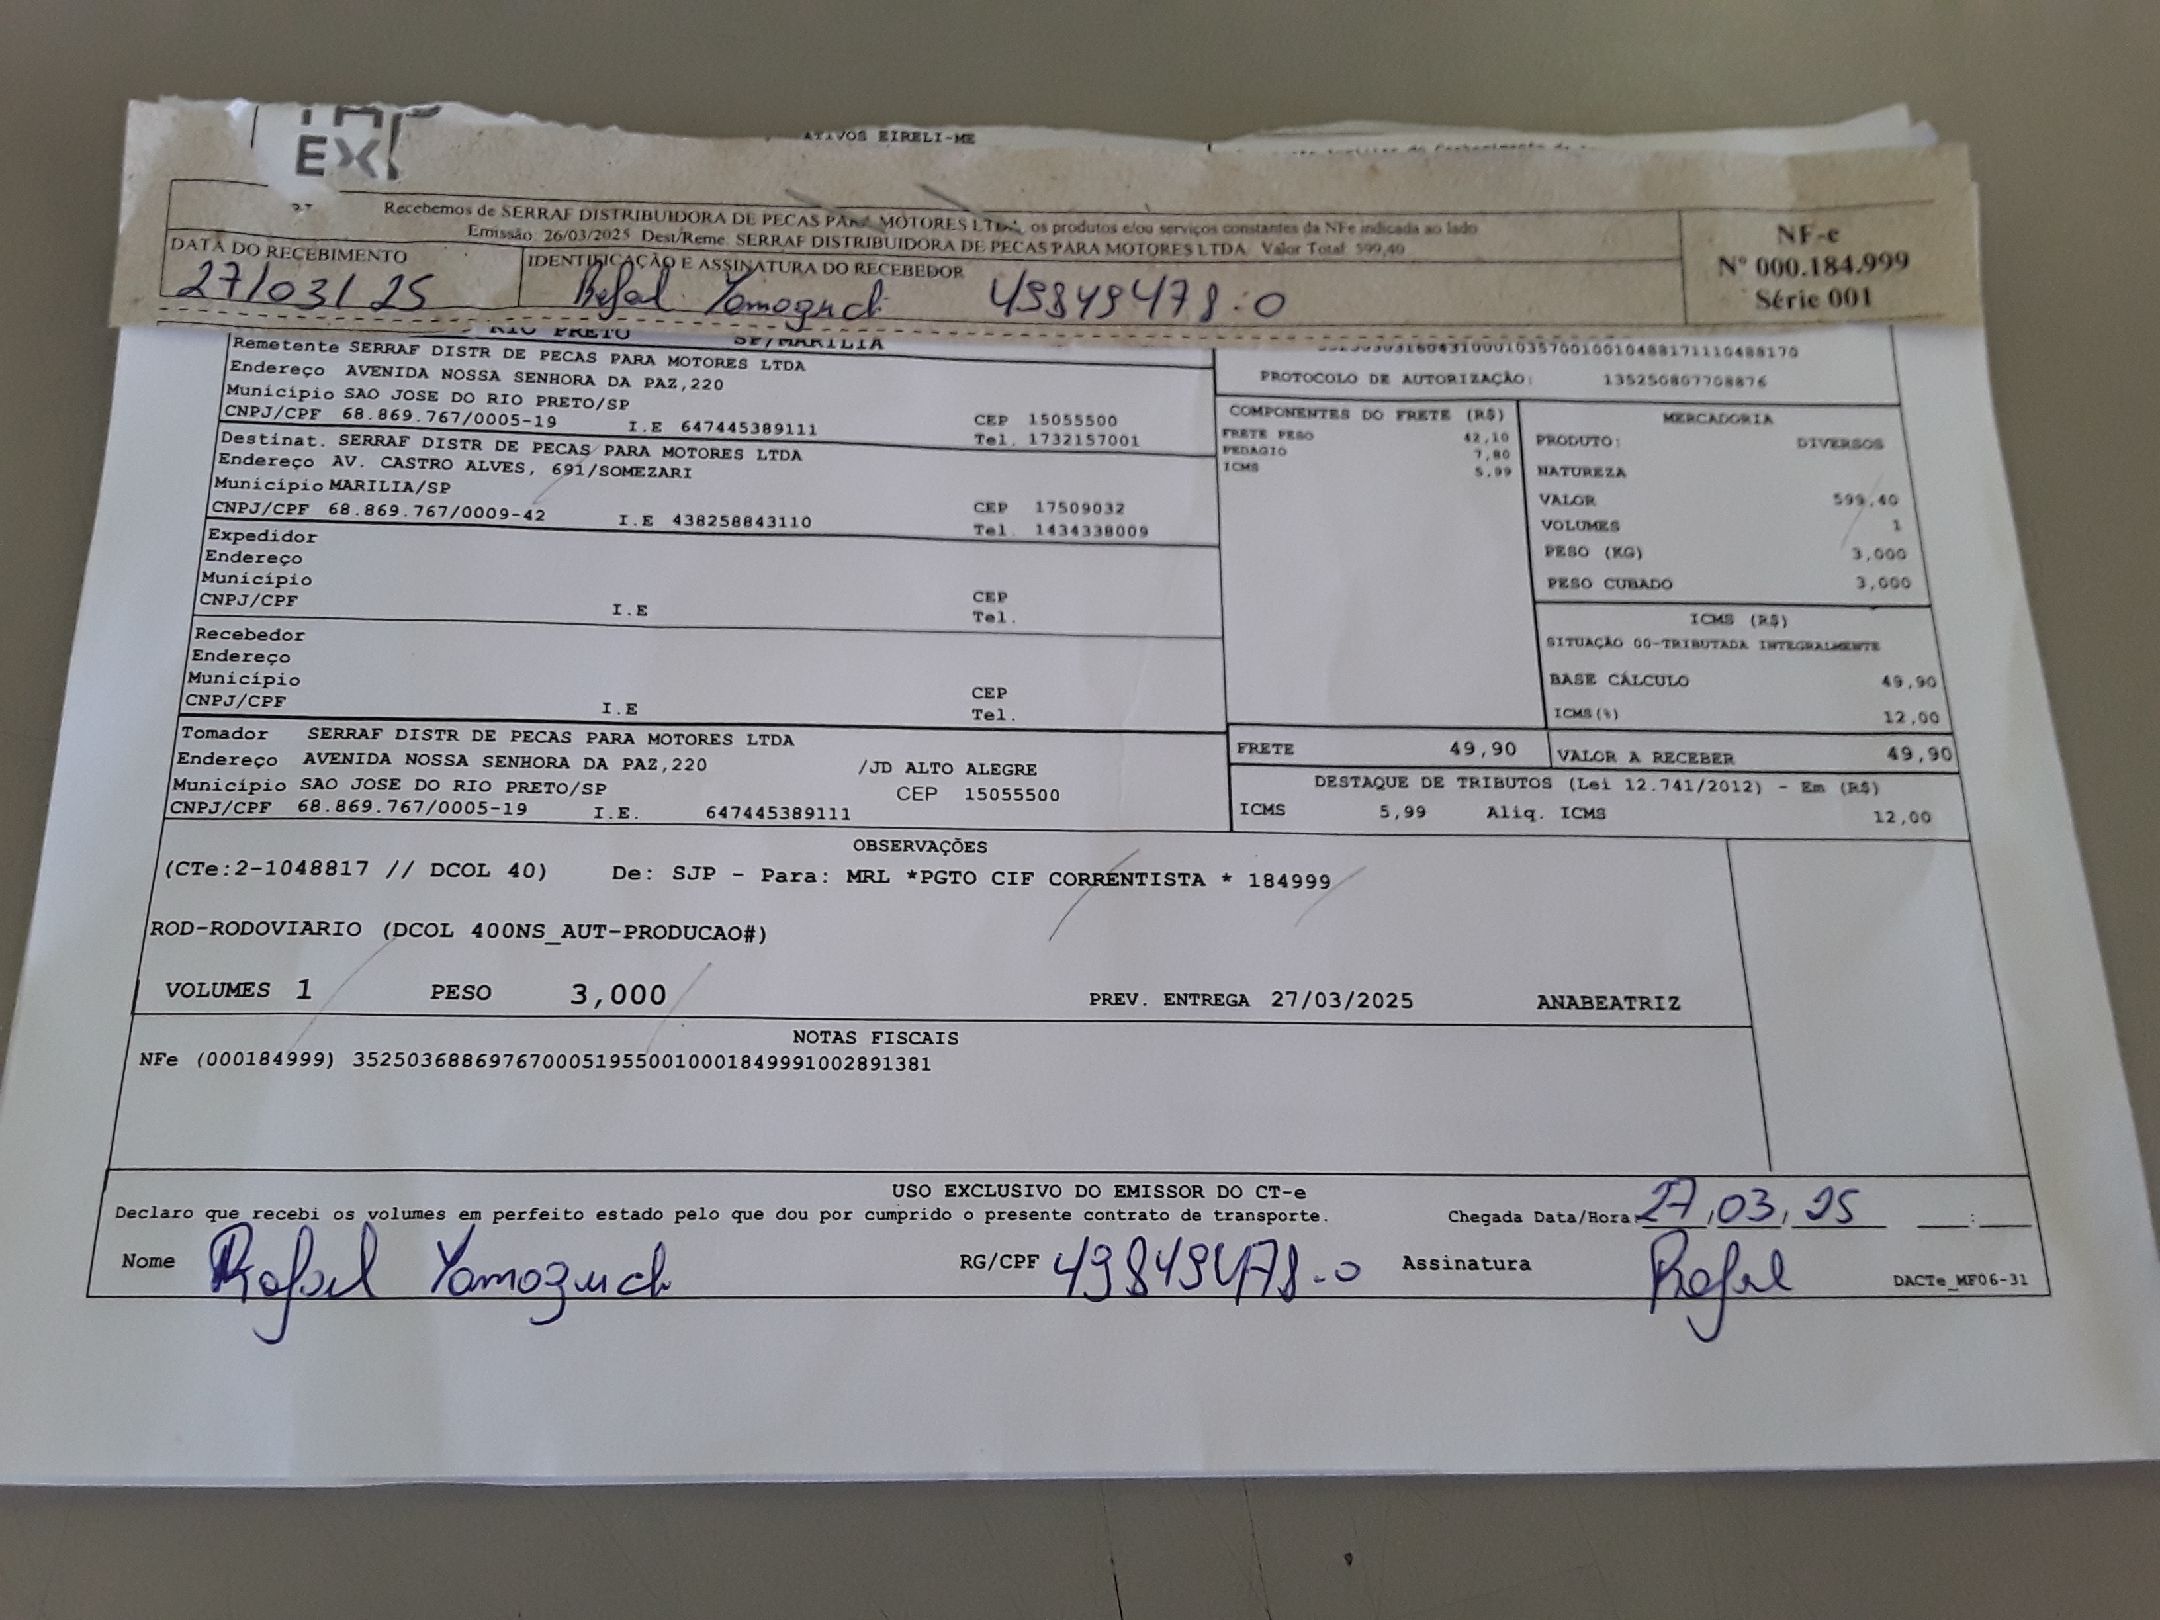 EX
ATIVOS EIRELI-ME
Recebemos de SERRAF DISTRIBUIDORA DE PECAS PARA MOTORES LTDA, os produtos e/ou serviços constantes da NFe indicada ao lado
Emissão: 26/03/2025 Dest/Reme: SERRAF DISTRIBUIDORA DE PECAS PARA MOTORES LTDA Valor Total: 599,40
NF-e
Nº 000.184.999
Série 001
DATA DO RECEBIMENTO
27/03/25
IDENTIFICAÇÃO E ASSINATURA DO RECEBEDOR
Rafael Yamaguch 49849478-0
RIO PRETO SP/MARILIA
Remetente SERRAF DISTR DE PECAS PARA MOTORES LTDA
Endereço AVENIDA NOSSA SENHORA DA PAZ,220
Município SAO JOSE DO RIO PRETO/SP
CNPJ/CPF 68.869.767/0005-19 I.E 647445389111
CEP 15055500
Tel. 1732157001
Destinat. SERRAF DISTR DE PECAS PARA MOTORES LTDA
Endereço AV. CASTRO ALVES, 691/SOMEZARI
Município MARILIA/SP
CNPJ/CPF 68.869.767/0009-42 I.E 438258843110
CEP 17509032
Tel. 1434338009
Expedidor
Endereço
Município
CNPJ/CPF I.E
CEP
Tel.
Recebedor
Endereço
Município
CNPJ/CPF I.E
CEP
Tel.
Tomador SERRAF DISTR DE PECAS PARA MOTORES LTDA
Endereço AVENIDA NOSSA SENHORA DA PAZ,220 /JD ALTO ALEGRE
Município SAO JOSE DO RIO PRETO/SP CEP 15055500
CNPJ/CPF 68.869.767/0005-19 I.E. 647445389111
PROTOCOLO DE AUTORIZAÇÃO: 135250807708876
COMPONENTES DO FRETE (R$)
FRETE PESO 42,10
PEDAGIO 7,80
ICMS 5,99
MERCADORIA
PRODUTO: DIVERSOS
NATUREZA
VALOR 599,40
VOLUMES 1
PESO (KG) 3,000
PESO CUBADO 3,000
ICMS (R$)
SITUAÇÃO 00-TRIBUTADA INTEGRALMENTE
BASE CÁLCULO 49,90
ICMS(%) 12,00
FRETE 49,90
VALOR A RECEBER 49,90
DESTAQUE DE TRIBUTOS (Lei 12.741/2012) - Em (R$)
ICMS 5,99 Aliq. ICMS 12,00
OBSERVAÇÕES
(CTe:2-1048817 // DCOL 40) De: SJP - Para: MRL *PGTO CIF CORRENTISTA * 184999
ROD-RODOVIARIO (DCOL 400NS_AUT-PRODUCAO#)
VOLUMES 1 PESO 3,000 PREV. ENTREGA 27/03/2025 ANABEATRIZ
NOTAS FISCAIS
NFe (000184999) 35250368869767000519550010001849991002891381
USO EXCLUSIVO DO EMISSOR DO CT-e
Declaro que recebi os volumes em perfeito estado pelo que dou por cumprido o presente contrato de transporte.
Chegada Data/Hora 27/03/25 ___:___
Nome Rafael Yamaguch RG/CPF 49849478-0 Assinatura Rafael
DACTe_MF06-31